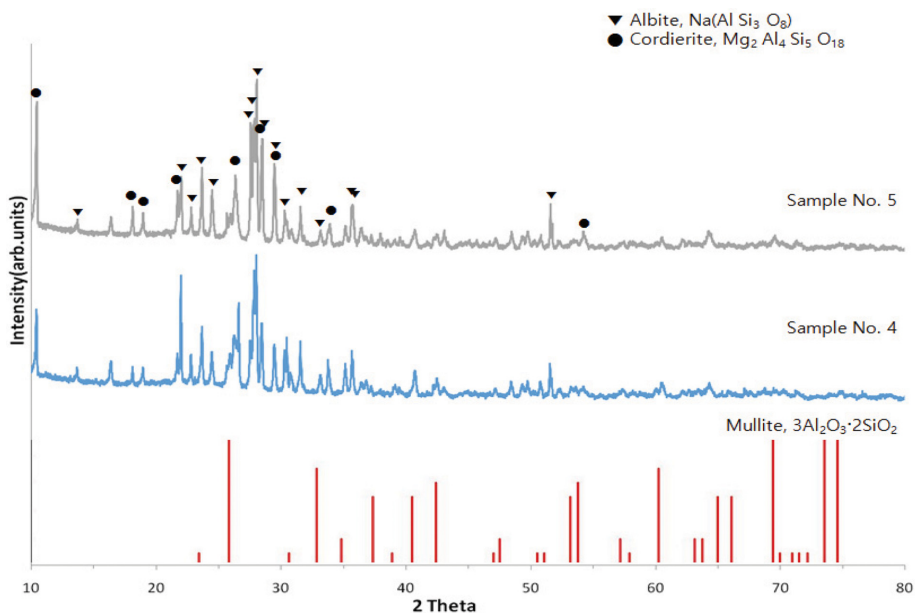 ▼ Albite, Na(Al Si₃ O₈)
● Cordierite, Mg₂ Al₄ Si₅ O₁₈
Intensity(arb.units)
Sample No. 5
Sample No. 4
Mullite, 3Al₂O₃·2SiO₂
10 20 30 40 50 60 70 80
2 Theta